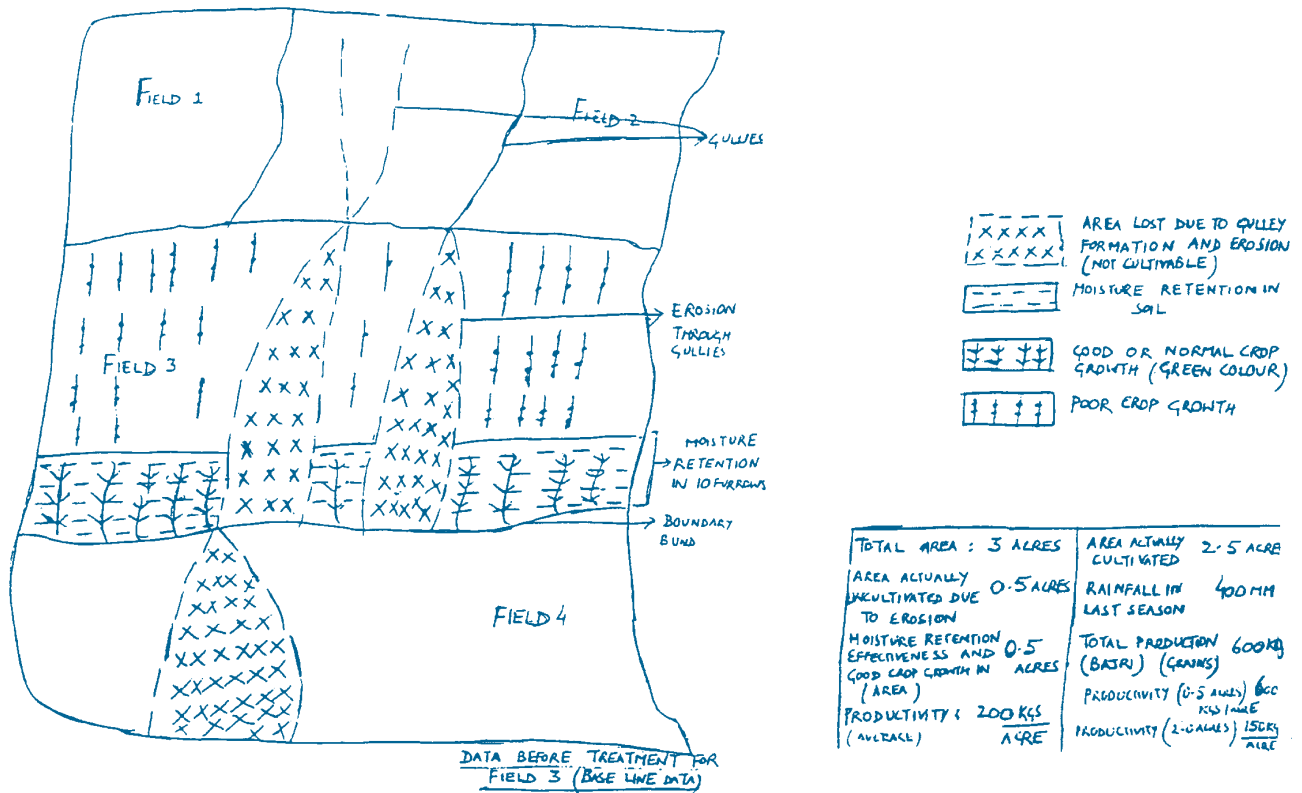 FIELD 1
FIELD 2
GULLIES
EROSION
THROUGH
GULLIES
FIELD 3
MOISTURE
RETENTION
IN 10 FURROWS
BOUNDARY
BUND
FIELD 4
DATA BEFORE TREATMENT FOR
FIELD 3 (BASE LINE DATA)
XXXX
XXXXX
AREA LOST DUE TO GULLEY
FORMATION AND EROSION
(NOT CULTIVABLE)
MOISTURE RETENTION IN
SOIL
GOOD OR NORMAL CROP
GROWTH (GREEN COLOUR)
POOR CROP GROWTH
TOTAL AREA : 3 ACRES
AREA ACTUALLY
UNCULTIVATED DUE 0.5 ACRES
TO EROSION
MOISTURE RETENTION
EFFECTIVENESS AND 0.5
GOOD CROP GROWTH IN ACRES
(AREA)
PRODUCTIVITY : 200 KGS
(AVERAGE) ACRE
AREA ACTUALLY 2.5 ACRE
CULTIVATED
RAINFALL IN 400 MM
LAST SEASON
TOTAL PRODUCTION 600 KG
(BAJRI) (GRAINS)
PRODUCTIVITY (0.5 ACRES) 600
KGS/ACRE
PRODUCTIVITY (2.0 ACRES) 150KG
ACRE